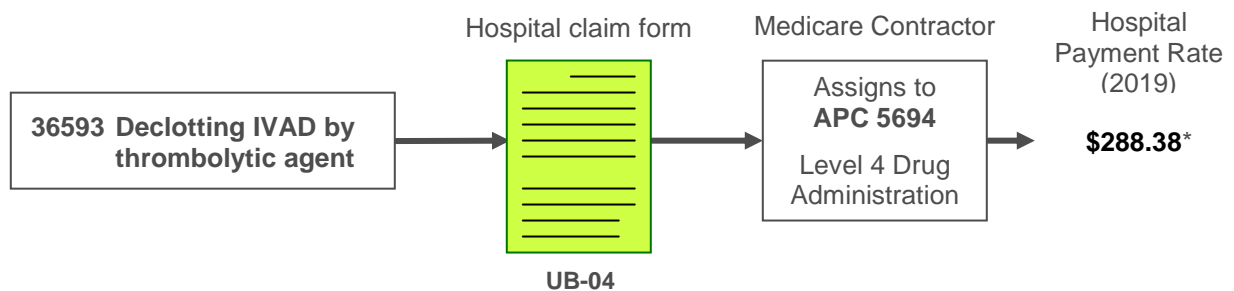 Hospital claim form
Medicare Contractor
Hospital
Payment Rate
(2019)
36593 Declotting IVAD by
thrombolytic agent
Assigns to
APC 5694
Level 4 Drug
Administration
$288.38*
UB-04